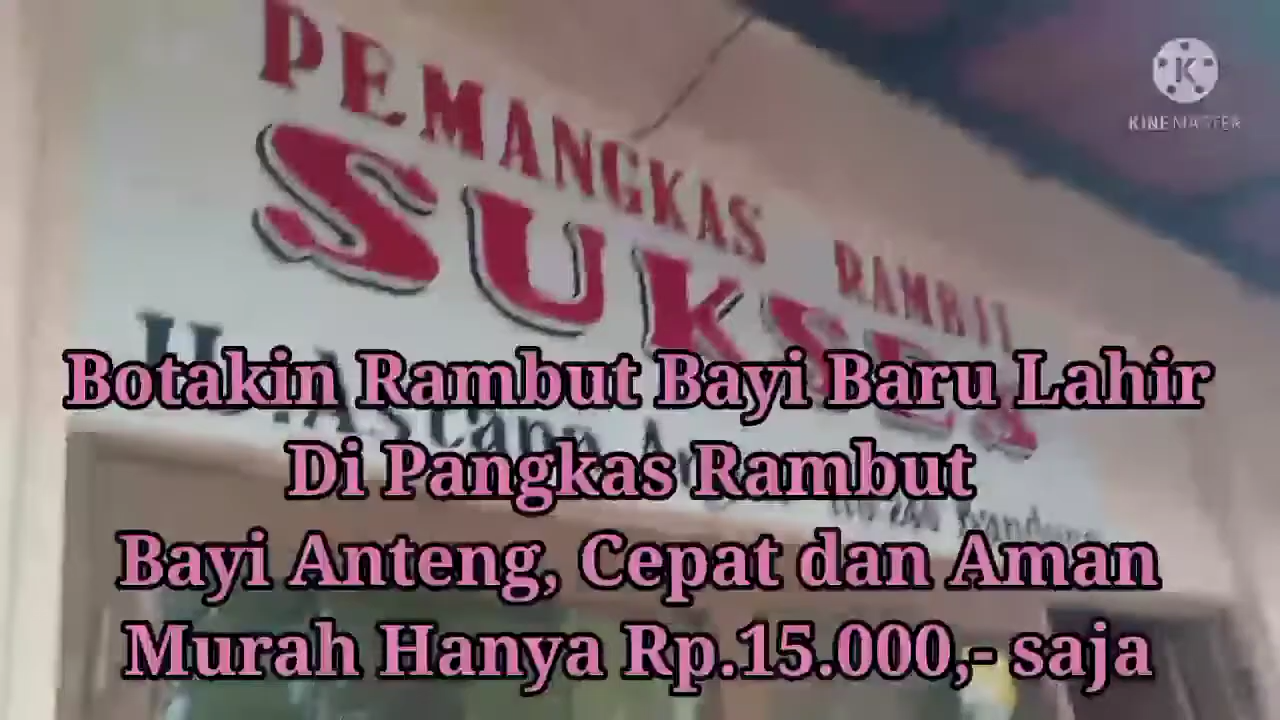 KINEMASTER
PEMANGKAS RAMBUT
SUKSES
Botakin Rambut Bayi Baru Lahir
Di Pangkas Rambut
Bayi Anteng, Cepat dan Aman
Murah Hanya Rp.15.000,- saja